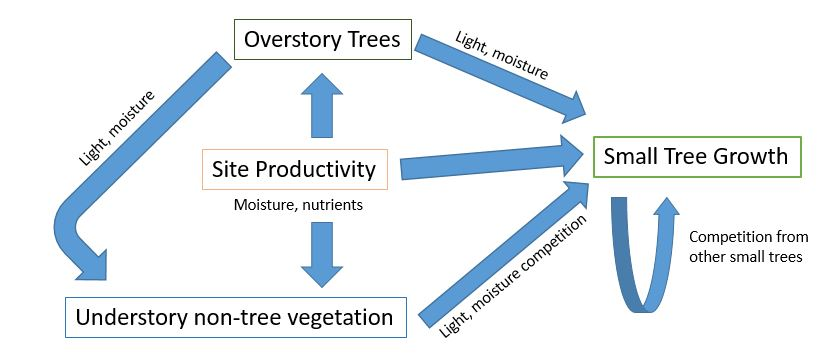 Overstory Trees
Light, moisture
Light, moisture
Site Productivity
Moisture, nutrients
Small Tree Growth
Competition from
other small trees
Light, moisture competition
Understory non-tree vegetation